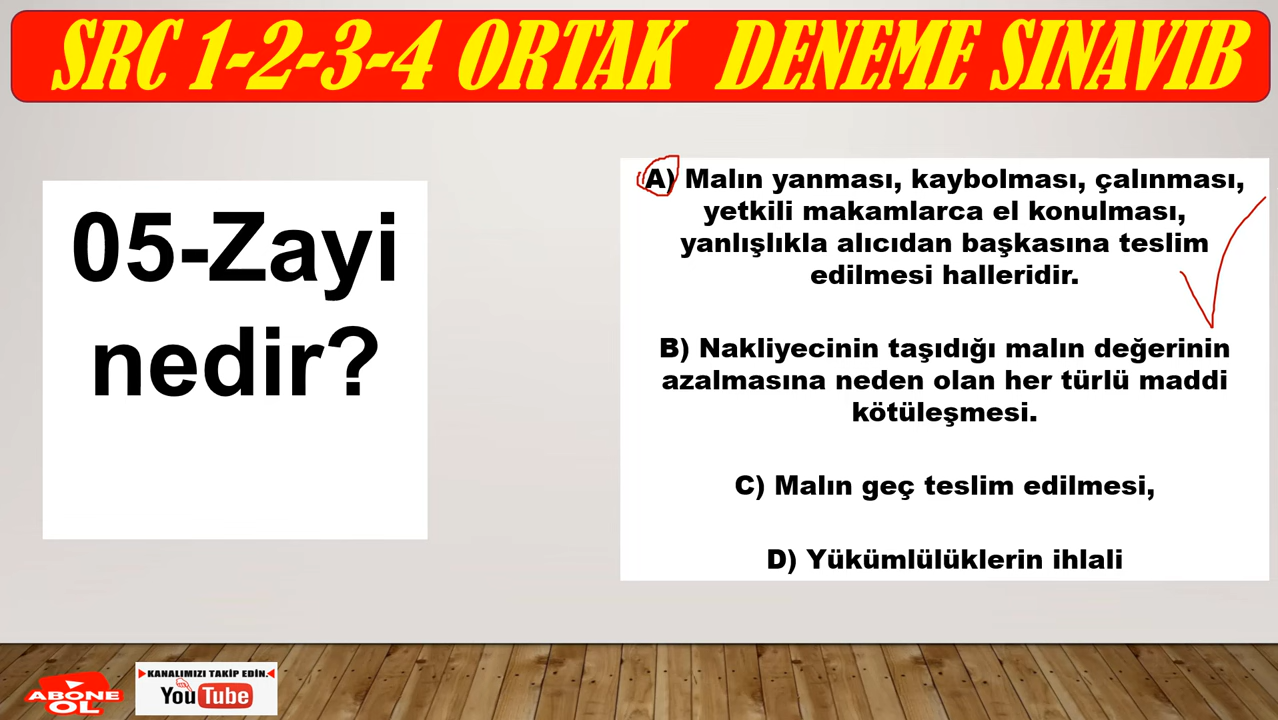 SRC 1-2-3-4 ORTAK DENEME SINAVIB
05-Zayi
nedir?
A) Malın yanması, kaybolması, çalınması,
yetkili makamlarca el konulması,
yanlışlıkla alıcıdan başkasına teslim
edilmesi halleridir.
B) Nakliyecinin taşıdığı malın değerinin
azalmasına neden olan her türlü maddi
kötüleşmesi.
C) Malın geç teslim edilmesi,
D) Yükümlülüklerin ihlali
ABONE
OL
KANALIMIZI TAKİP EDİN.
YouTube